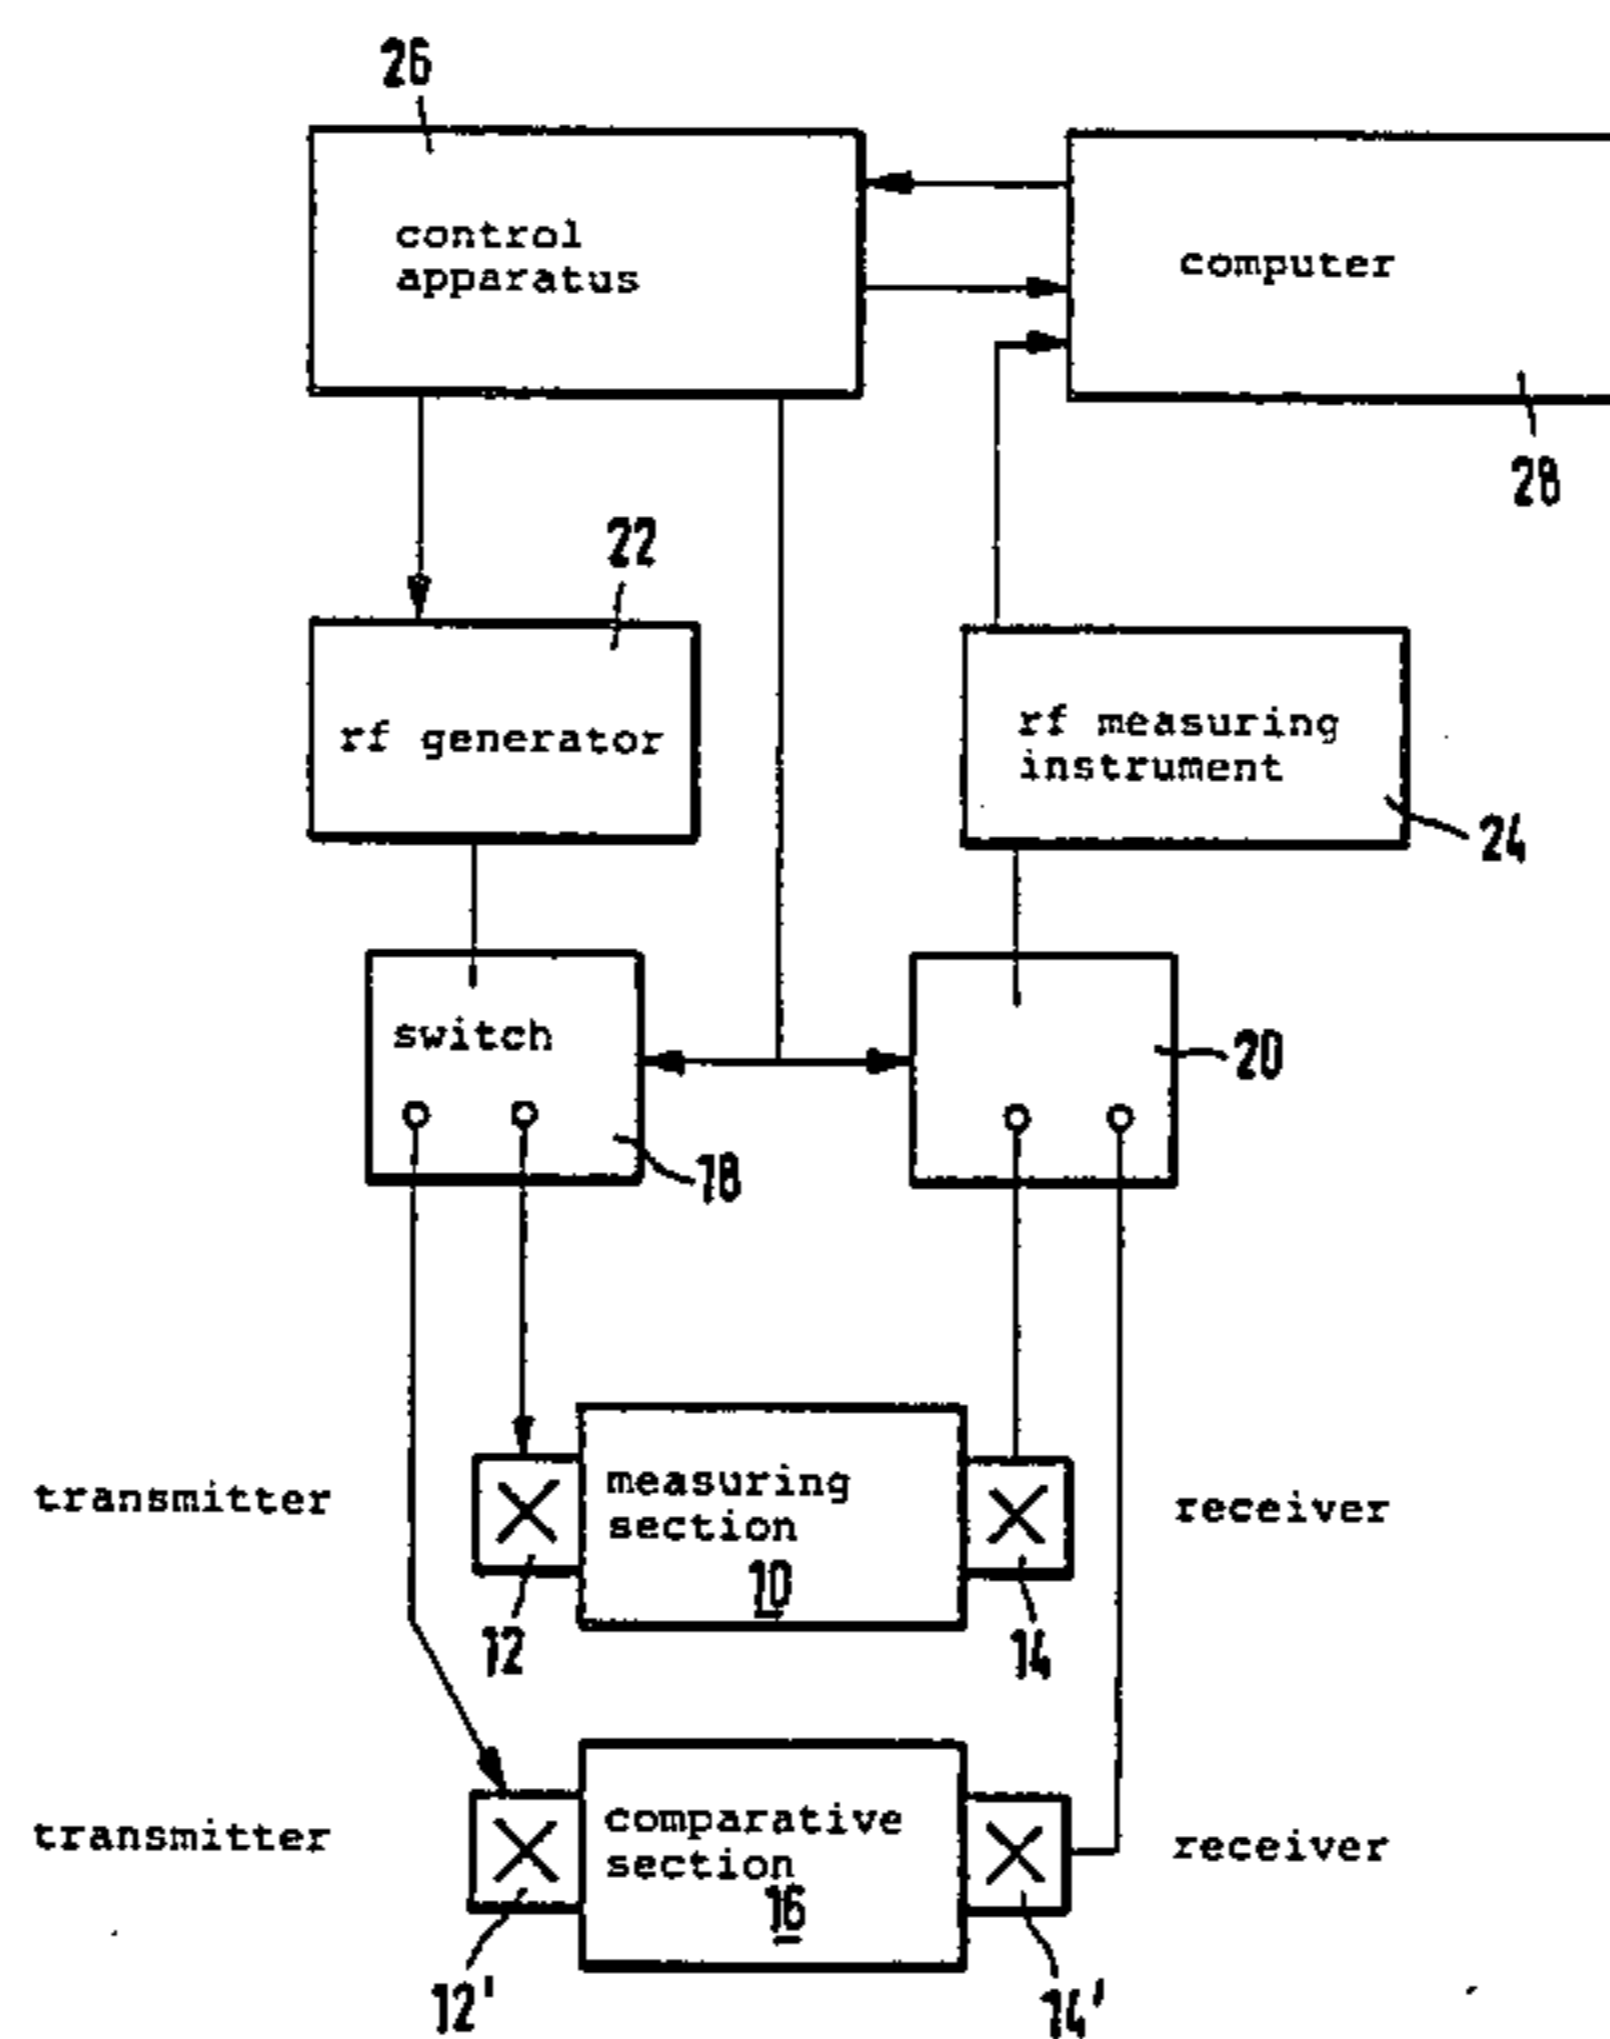 26
control
apparatus
computer
28
22
rf generator
rf measuring
instrument
24
switch
20
18
transmitter
measuring
section
10
receiver
12
14
transmitter
comparative
section
16
receiver
12'
14'